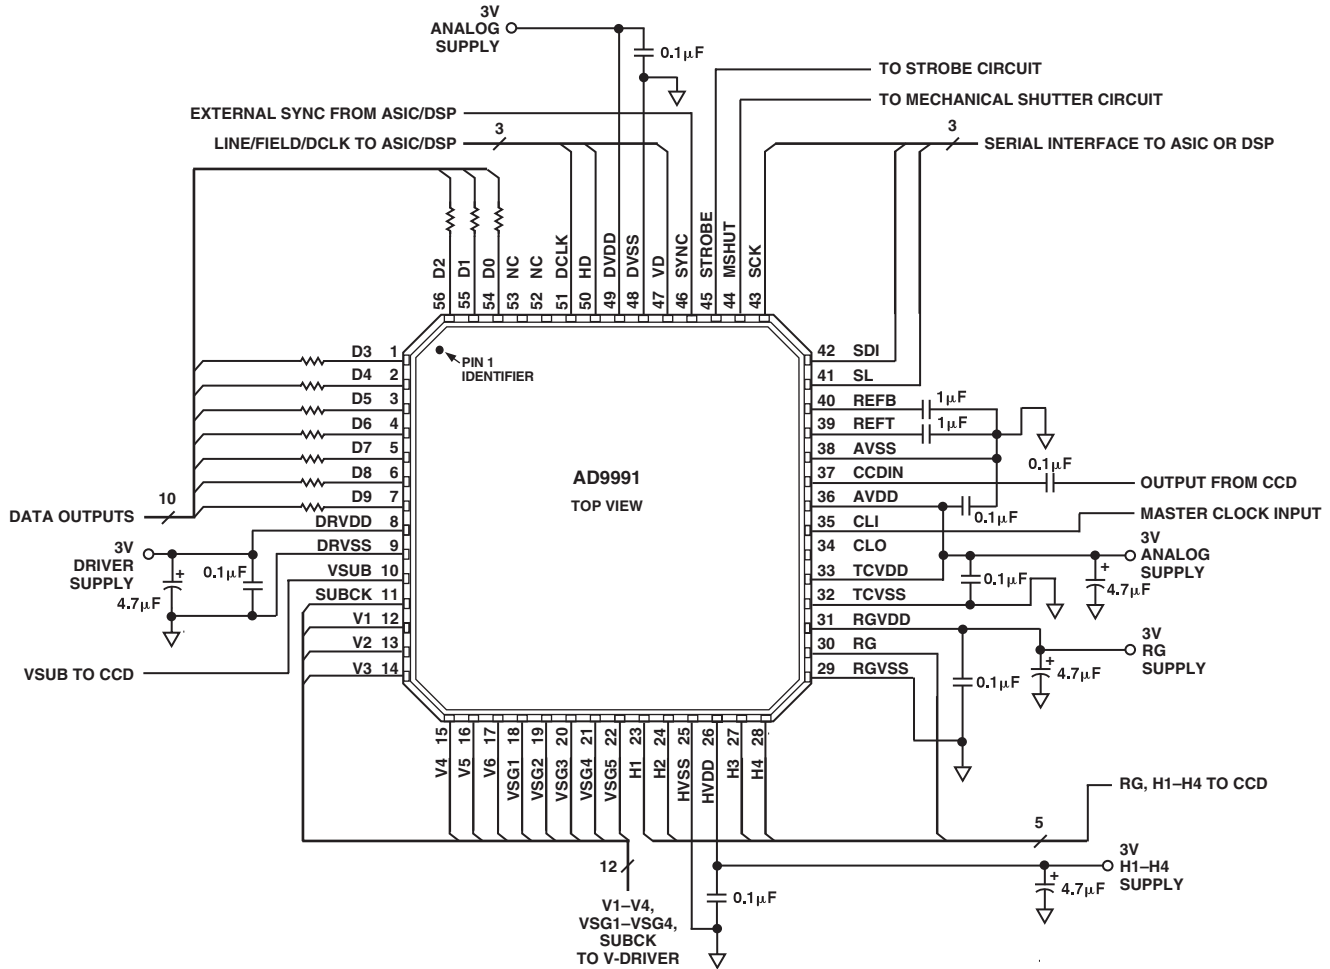 3V
ANALOG
SUPPLY
0.1µF
TO STROBE CIRCUIT
TO MECHANICAL SHUTTER CIRCUIT
EXTERNAL SYNC FROM ASIC/DSP
LINE/FIELD/DCLK TO ASIC/DSP
3
3
SERIAL INTERFACE TO ASIC OR DSP
56 D2
55 D1
54 D0
53 NC
52 NC
51 DCLK
50 HD
49 DVDD
48 DVSS
47 VD
46 SYNC
45 STROBE
44 MSHUT
43 SCK
PIN 1
IDENTIFIER
AD9991
TOP VIEW
D3 1
D4 2
D5 3
D6 4
D7 5
D8 6
D9 7
DRVDD 8
DRVSS 9
VSUB 10
SUBCK 11
V1 12
V2 13
V3 14
10
DATA OUTPUTS
3V
DRIVER
SUPPLY
+
4.7µF
0.1µF
VSUB TO CCD
42 SDI
41 SL
40 REFB
39 REFT
38 AVSS
37 CCDIN
36 AVDD
35 CLI
34 CLO
33 TCVDD
32 TCVSS
31 RGVDD
30 RG
29 RGVSS
1µF
1µF
0.1µF
OUTPUT FROM CCD
0.1µF
MASTER CLOCK INPUT
3V
ANALOG
SUPPLY
0.1µF
+
4.7µF
3V
RG
SUPPLY
0.1µF
+
4.7µF
V4 15
V5 16
V6 17
VSG1 18
VSG2 19
VSG3 20
VSG4 21
VSG5 22
H1 23
H2 24
HVSS 25
HVDD 26
H3 27
H4 28
RG, H1–H4 TO CCD
5
3V
H1–H4
SUPPLY
+
4.7µF
0.1µF
12
V1–V4,
VSG1–VSG4,
SUBCK
TO V-DRIVER